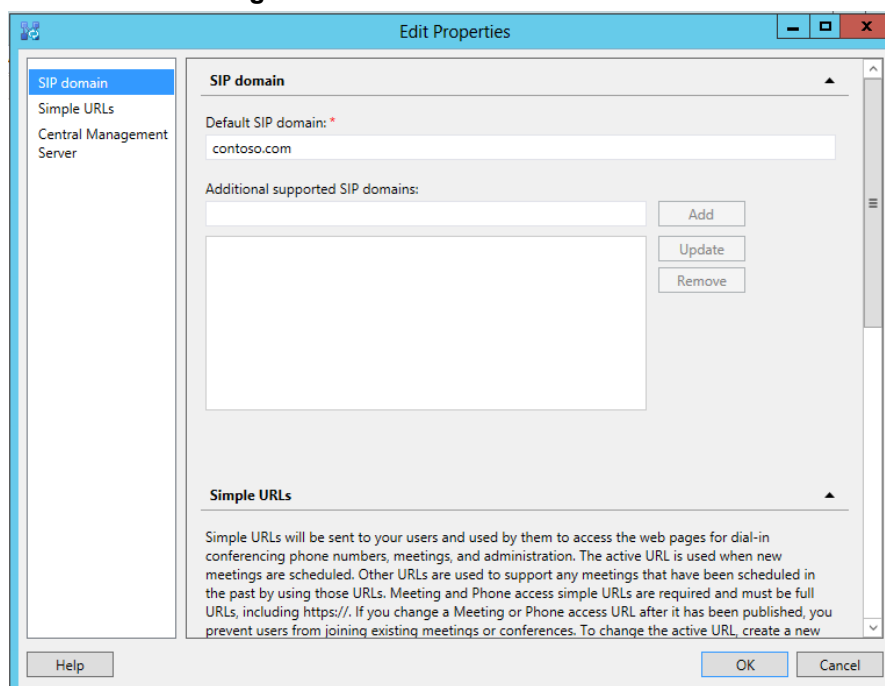 Edit Properties
SIP domain
Simple URLs
Central Management
Server
SIP domain
Default SIP domain: *
contoso.com
Additional supported SIP domains:
Add
Update
Remove
Simple URLs
Simple URLs will be sent to your users and used by them to access the web pages for dial-in
conferencing phone numbers, meetings, and administration. The active URL is used when new
meetings are scheduled. Other URLs are used to support any meetings that have been scheduled in
the past by using those URLs. Meeting and Phone access simple URLs are required and must be full
URLs, including https://. If you change a Meeting or Phone access URL after it has been published, you
prevent users from joining existing meetings or conferences. To change the active URL, create a new
Help
OK
Cancel